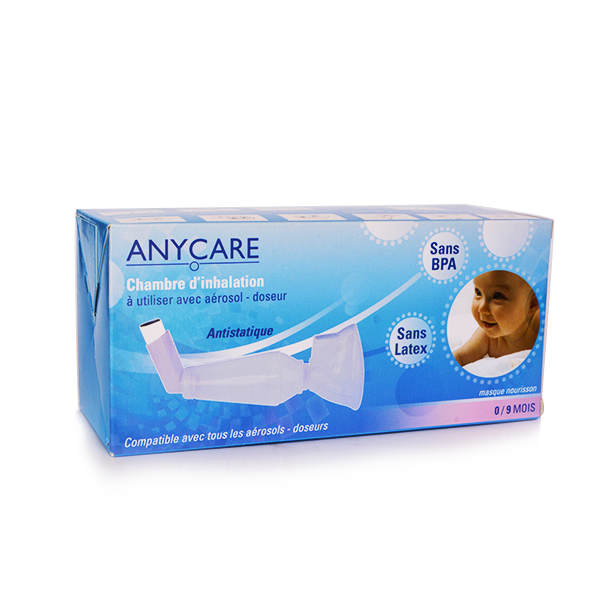 ANYCARE
Chambre d'inhalation
à utiliser avec aérosol - doseur
Antistatique
Sans
BPA
Sans
Latex
masque nourisson
0/9 MOIS
Compatible avec tous les aérosols - doseurs